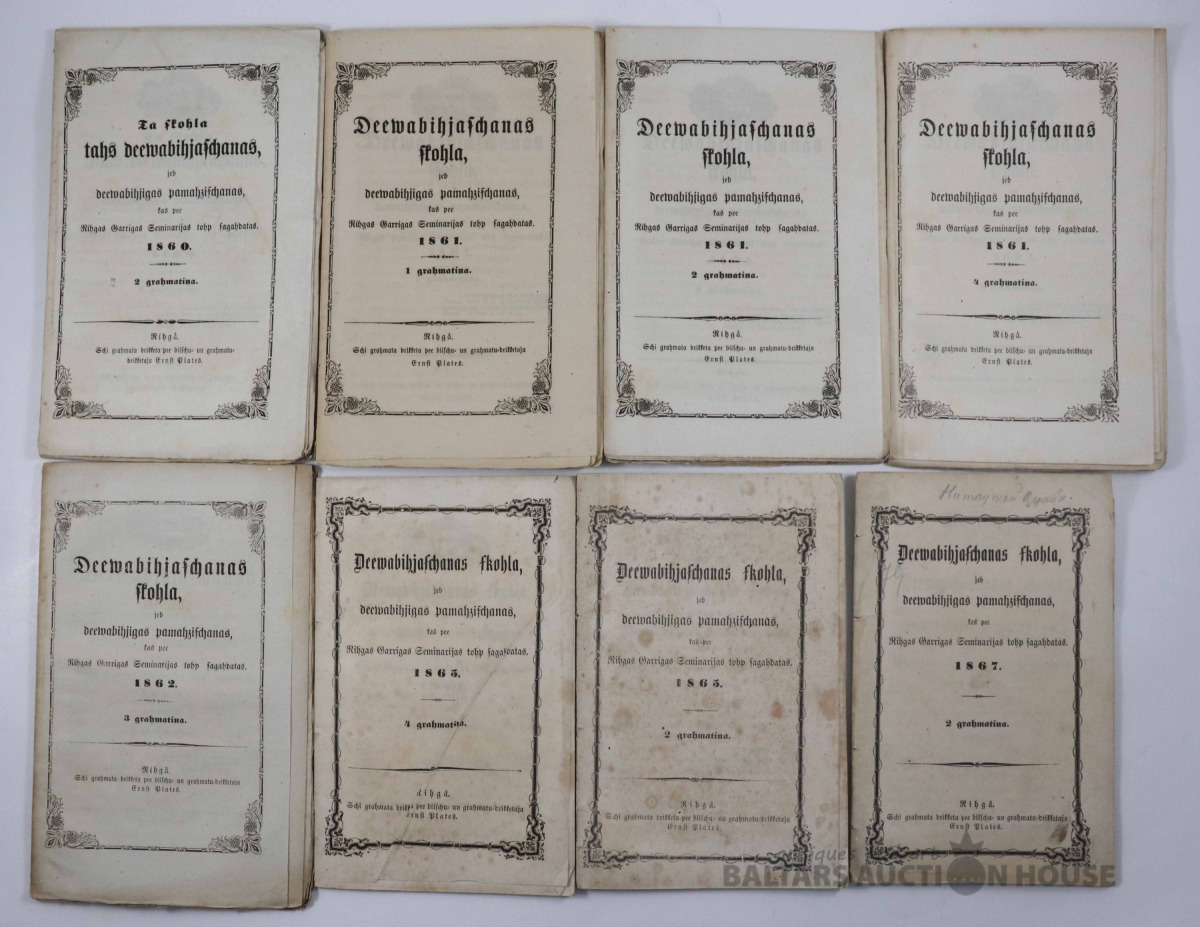 Ta ſkohla
tahs deewabihjaſchanas,
jeb
deewabihjigas pamahziſchanas,
kas pee
Rihgas Garrigas Seminarijas tohp ſagahdatas.
1860.
2 grahmatina.
Rihgâ.
Schi grahmata drikketa pee bilſchu- un grahmatu-
drikketaja Ernſt Plates.
Deewabihjaſchanas
ſkohla,
jeb
deewabihjigas pamahziſchanas,
kas pee
Rihgas Garrigas Seminarijas tohp ſagahdatas.
1861.
1 grahmatina.
Rihgâ.
Schi grahmata drikketa pee bilſchu- un grahmatu-drikketaja
Ernſt Plates.
Deewabihjaſchanas
ſkohla,
jeb
deewabihjigas pamahziſchanas,
kas pee
Rihgas Garrigas Seminarijas tohp ſagahdatas.
1861.
2 grahmatina.
Rihgâ.
Schi grahmata drikketa pee bilſchu- un grahmatu-drikketaja
Ernſt Plates.
Deewabihjaſchanas
ſkohla,
jeb
deewabihjigas pamahziſchanas,
kas pee
Rihgas Garrigas Seminarijas tohp ſagahdatas.
1861.
4 grahmatina.
Rihgâ.
Schi grahmata drikketa pee bilſchu- un grahmatu-drikketaja
Ernſt Plates.
Deewabihjaſchanas
ſkohla,
jeb
deewabihjigas pamahziſchanas,
kas pee
Rihgas Garrigas Seminarijas tohp ſagahdatas.
1862.
3 grahmatina.
Rihgâ.
Schi grahmata drikketa pee bilſchu- un grahmatu-drikketaja
Ernſt Plates.
Deewabihjaſchanas ſkohla,
jeb
deewabihjigas pamahziſchanas,
kas pee
Rihgas Garrigas Seminarijas tohp ſagahdatas.
1865.
4 grahmatina.
Rihgâ.
Schi grahmata drikketa pee bilſchu- un grahmatu-drikketaja
Ernſt Plates.
Deewabihjaſchanas ſkohla,
jeb
deewabihjigas pamahziſchanas,
kas pee
Rihgas Garrigas Seminarijas tohp ſagahdatas.
1865.
2 grahmatina.
Rihgâ.
Schi grahmata drikketa pee bilſchu- un grahmatu-drikketaja
Ernſt Plates.
Deewabihjaſchanas ſkohla,
jeb
deewabihjigas pamahziſchanas,
kas pee
Rihgas Garrigas Seminarijas tohp ſagahdatas.
1867.
2 grahmatina.
Rihgâ.
Schi grahmata drikketa pee bilſchu- un grahmatu-drikketaja
Ernſt Plates.
BALTARS AUCTION HOUSE